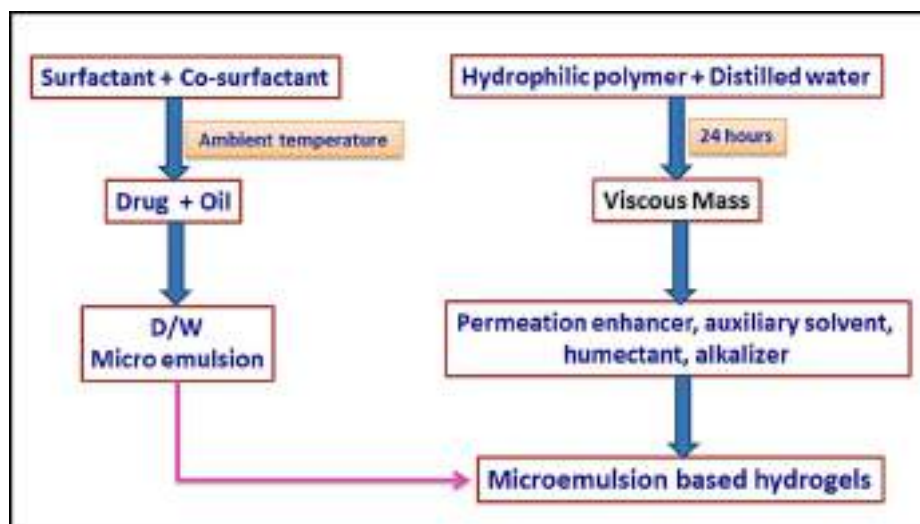 Surfactant + Co-surfactant
Ambient temperature
Drug + Oil
D/W
Micro emulsion
Hydrophilic polymer + Distilled water
24 hours
Viscous Mass
Permeation enhancer, auxiliary solvent,
humectant, alkalizer
Microemulsion based hydrogels